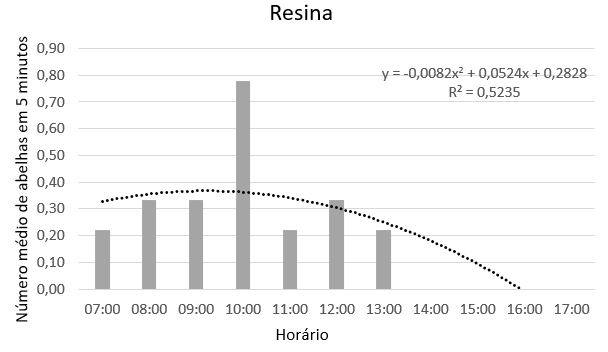 Resina
Número médio de abelhas em 5 minutos
0,90
0,80
0,70
0,60
0,50
0,40
0,30
0,20
0,10
0,00
y = -0,0082x² + 0,0524x + 0,2828
R² = 0,5235
07:00 08:00 09:00 10:00 11:00 12:00 13:00 14:00 15:00 16:00 17:00
Horário